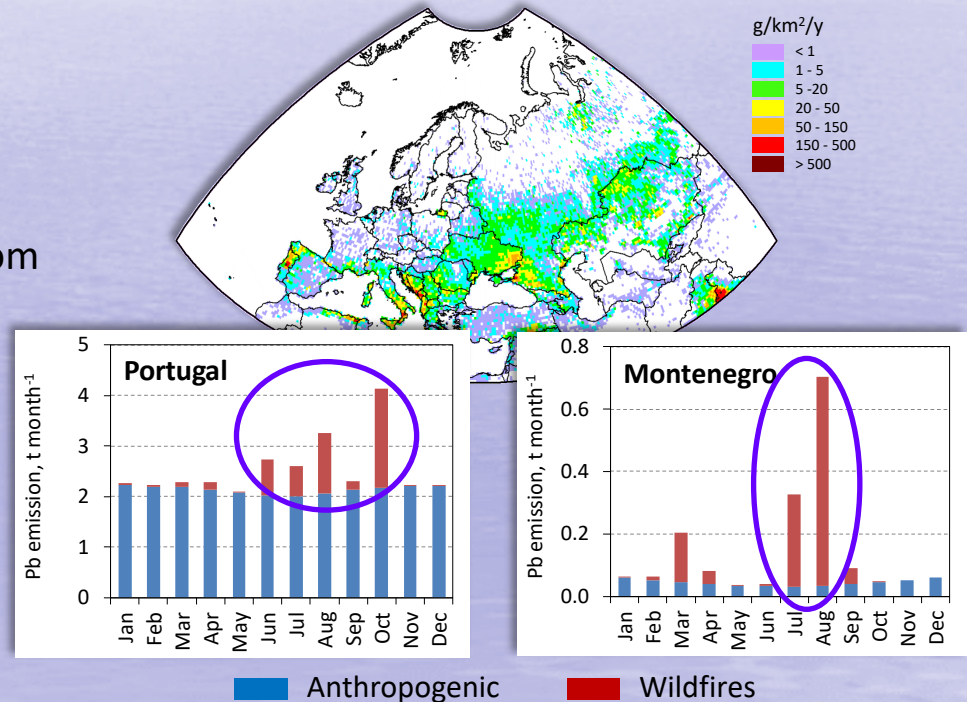 g/km²/y
< 1
1 - 5
5 -20
20 - 50
50 - 150
150 - 500
> 500
om
Portugal
Pb emission, t month⁻¹
5
4
3
2
1
0
Jan Feb Mar Apr May Jun Jul Aug Sep Oct Nov Dec
Montenegro
Pb emission, t month⁻¹
0.8
0.6
0.4
0.2
0.0
Jan Feb Mar Apr May Jun Jul Aug Sep Oct Nov Dec
Anthropogenic Wildfires